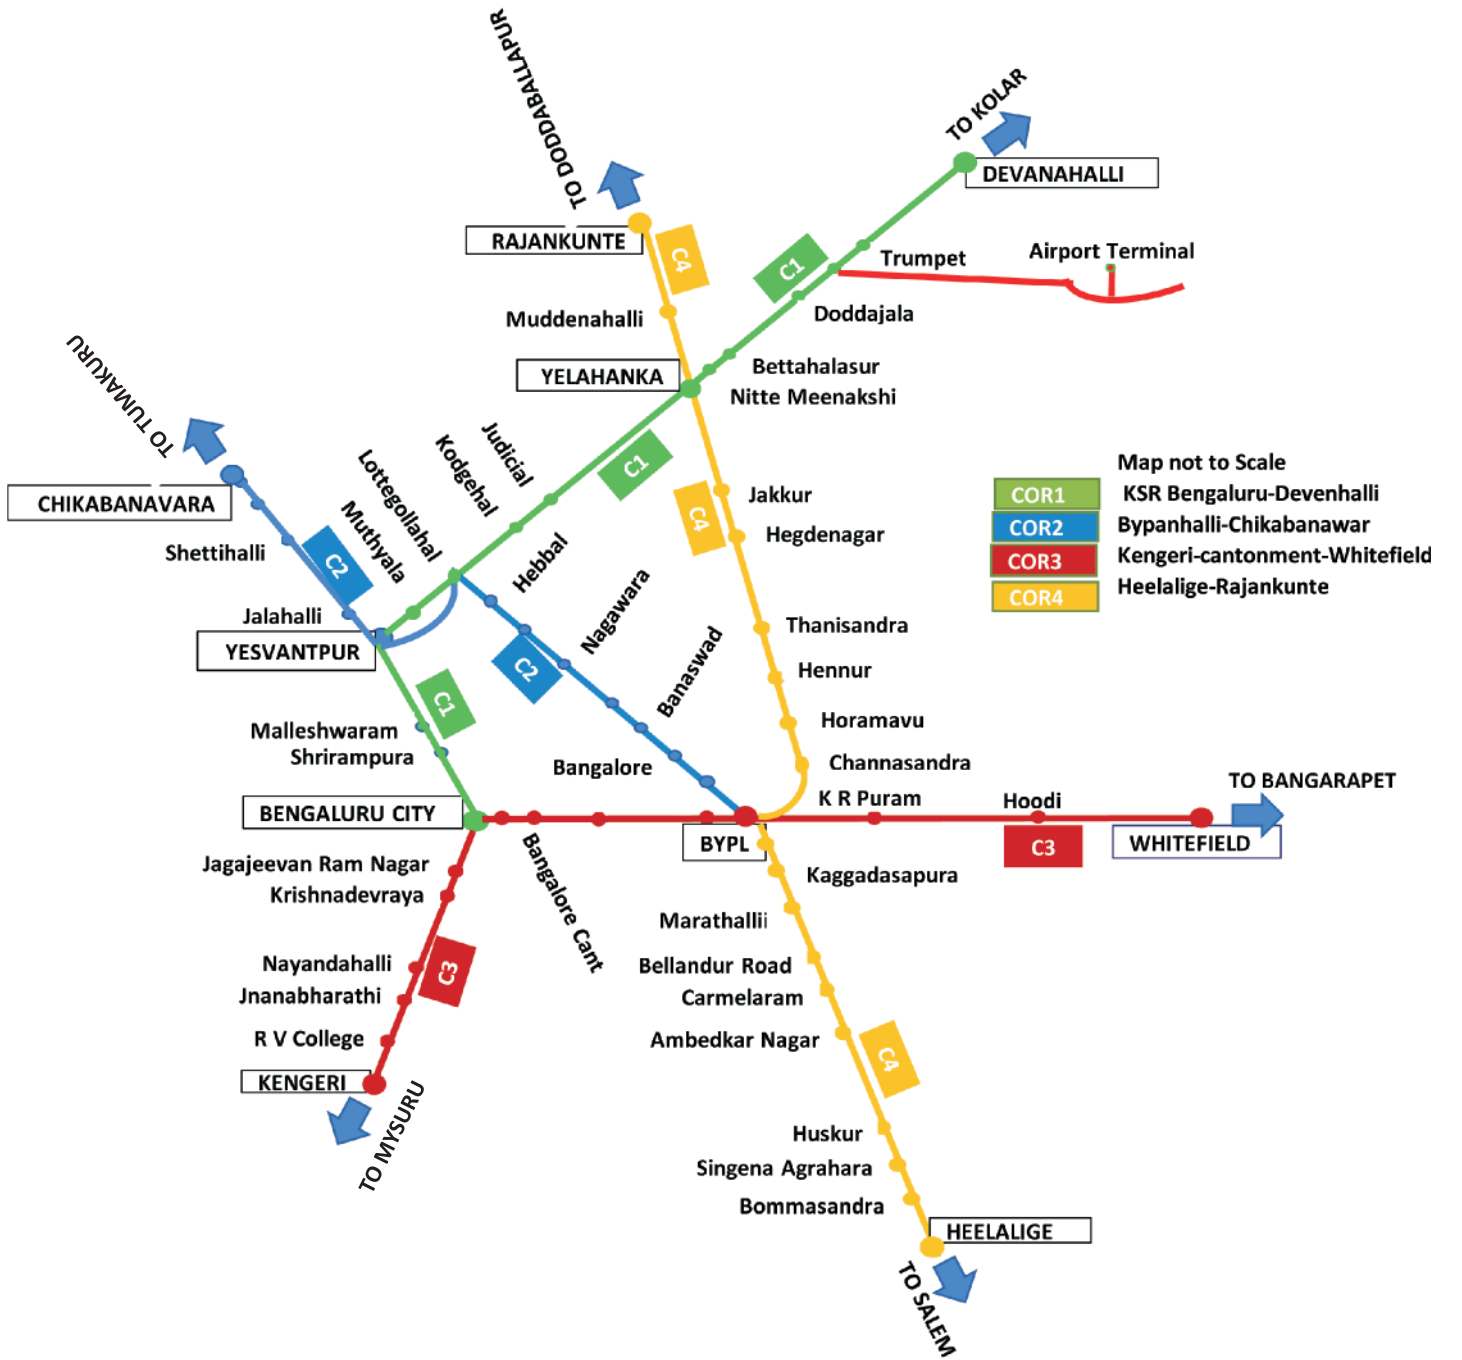 TO DODDABALLAPUR
TO KOLAR
DEVANAHALLI
RAJANKUNTE
C4
C1
Trumpet
Airport Terminal
Muddenahalli
Doddajala
YELAHANKA
Bettahalasur
Nitte Meenakshi
TO TUMAKURU
CHIKABANAVARA
Judicial
Kodgehal
Lottegollahal
Muthyala
C1
Jakkur
C4
Hegdenagar
Map not to Scale
COR1 KSR Bengaluru-Devenhalli
COR2 Bypanhalli-Chikabanawar
COR3 Kengeri-cantonment-Whitefield
COR4 Heelalige-Rajankunte
Shettihalli
C2
Hebbal
Nagawara
Jalahalli
YESVANTPUR
C2
Banaswad
Thanisandra
Hennur
C1
Malleshwaram
Shrirampura
Bangalore
Horamavu
Channasandra
BENGALURU CITY
K R Puram
Hoodi
TO BANGARAPET
BYPL
C3
WHITEFIELD
Bangalore Cant
Jagajeevan Ram Nagar
Krishnadevraya
Kaggadasapura
Marathallii
Nayandahalli
C3
Jnanabharathi
Bellandur Road
Carmelaram
R V College
Ambedkar Nagar
C4
KENGERI
TO MYSURU
Huskur
Singena Agrahara
Bommasandra
HEELALIGE
TO SALEM